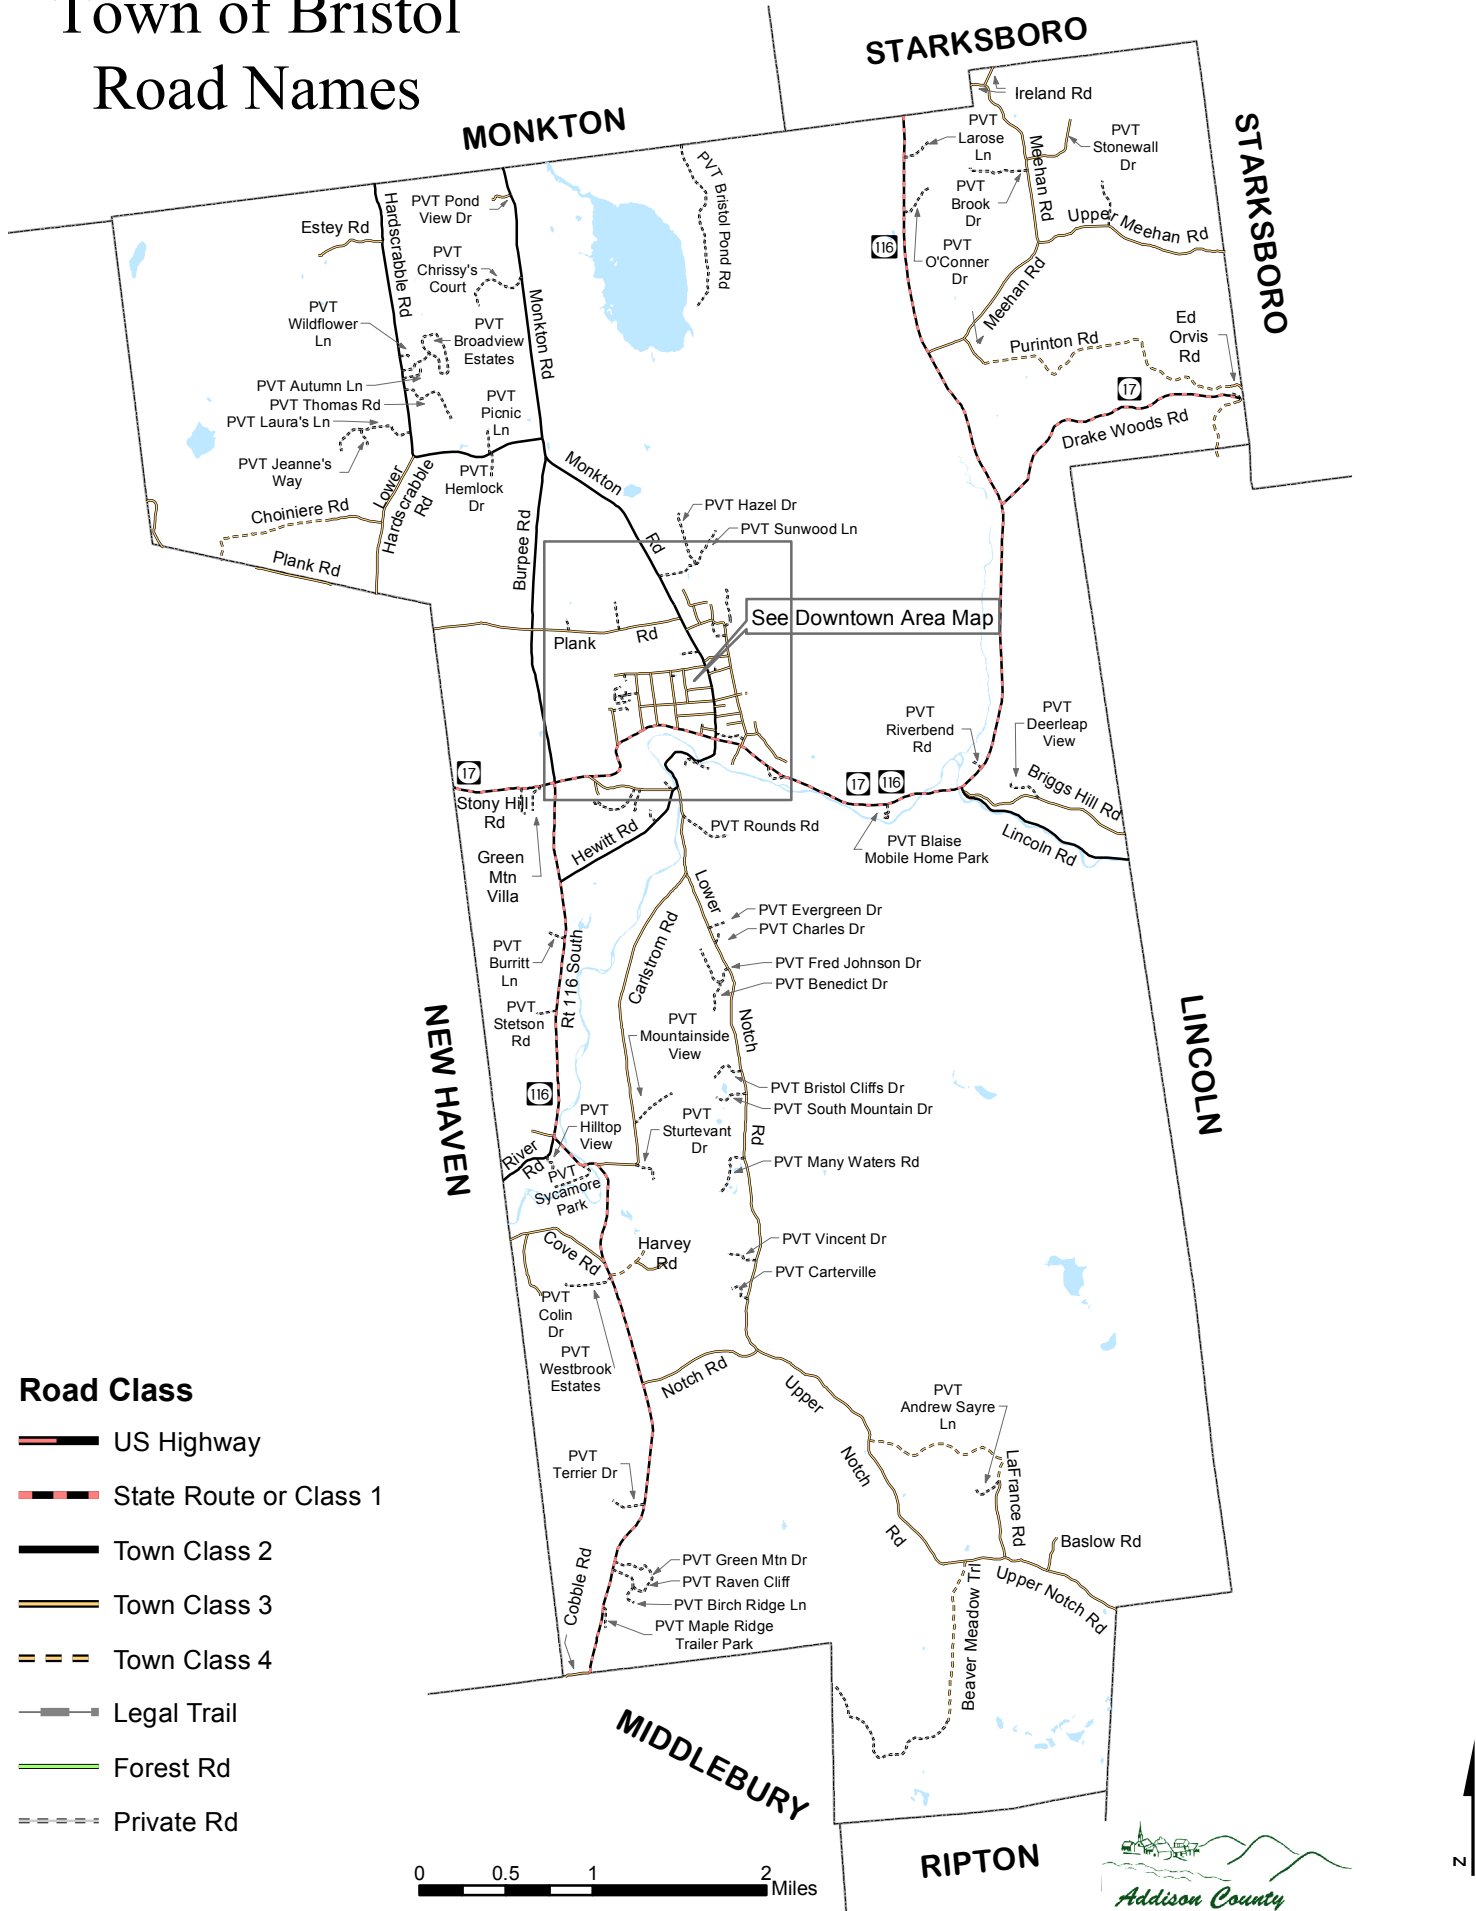 Town of Bristol
Road Names
STARKSBORO
MONKTON
STARKSBORO
Ireland Rd
PVT
Larose
Ln
PVT
Stonewall
Dr
Meehan Rd
PVT
Brook
Dr
Upper Meehan Rd
PVT
O'Conner
Dr
116
Meehan Rd
PVT Bristol Pond Rd
PVT Pond
View Dr
Estey Rd
Hardscrabble Rd
PVT
Chrissy's
Court
PVT
Wildflower
Ln
PVT
Broadview
Estates
Monkton Rd
Purinton Rd
Ed
Orvis
Rd
17
Drake Woods Rd
PVT Autumn Ln
PVT Thomas Rd
PVT Laura's Ln
PVT
Picnic
Ln
PVT Jeanne's
Way
Lower
Hardscrabble
Rd
PVT
Hemlock
Dr
Monkton
Rd
Choiniere Rd
Plank Rd
Burpee Rd
PVT Hazel Dr
PVT Sunwood Ln
See Downtown Area Map
Plank
Rd
PVT
Riverbend
Rd
PVT
Deerleap
View
17
17
116
Briggs Hill Rd
Stony Hill
Rd
Lincoln Rd
Hewitt Rd
PVT Rounds Rd
PVT Blaise
Mobile Home Park
Green
Mtn
Villa
Lower
PVT Evergreen Dr
PVT Charles Dr
Carlstrom Rd
PVT
Burritt
Ln
Rt 116 South
PVT Fred Johnson Dr
PVT Benedict Dr
PVT
Stetson
Rd
NEW HAVEN
LINCOLN
PVT
Mountainside
View
Notch
116
PVT Bristol Cliffs Dr
PVT South Mountain Dr
PVT
Hilltop
View
PVT
Sturtevant
Dr
Rd
River
Rd
PVT
Sycamore
Park
PVT Many Waters Rd
Cove Rd
Harvey
Rd
PVT Vincent Dr
PVT Carterville
PVT
Colin
Dr
PVT
Westbrook
Estates
Notch Rd
Upper
Notch
Rd
PVT
Andrew Sayre
Ln
LaFrance Rd
PVT
Terrier Dr
Baslow Rd
Upper Notch Rd
Beaver Meadow Trl
Cobble Rd
PVT Green Mtn Dr
PVT Raven Cliff
PVT Birch Ridge Ln
PVT Maple Ridge
Trailer Park
MIDDLEBURY
RIPTON
Road Class
US Highway
State Route or Class 1
Town Class 2
Town Class 3
Town Class 4
Legal Trail
Forest Rd
Private Rd
0 0.5 1 2
Miles
Addison County
N